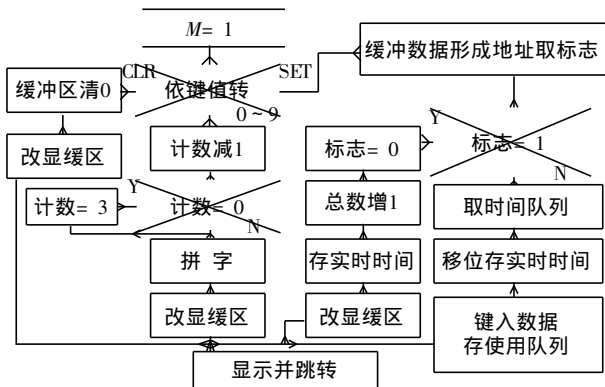 M= 1
缓冲数据形成地址取标志
CLR
SET
缓冲区清0
依键值转
0～9
改显缓区
计数减1
标志= 0
Y
标志= 1
N
计数= 3
Y
计数= 0
N
总数增1
取时间队列
拼 字
存实时时间
移位存实时时间
改显缓区
改显缓区
键入数据
存使用队列
显示并跳转